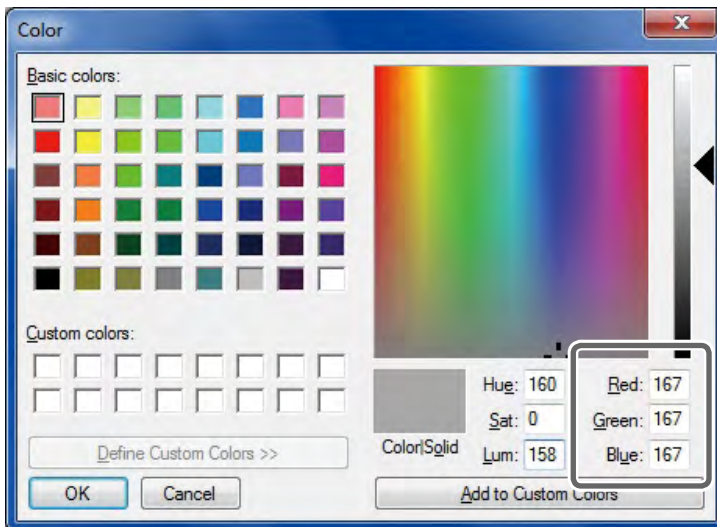 Color
Basic colors:
Custom colors:
Define Custom Colors >>
OK Cancel
Color|Solid
Hue: 160
Sat: 0
Lum: 158
Red: 167
Green: 167
Blue: 167
Add to Custom Colors